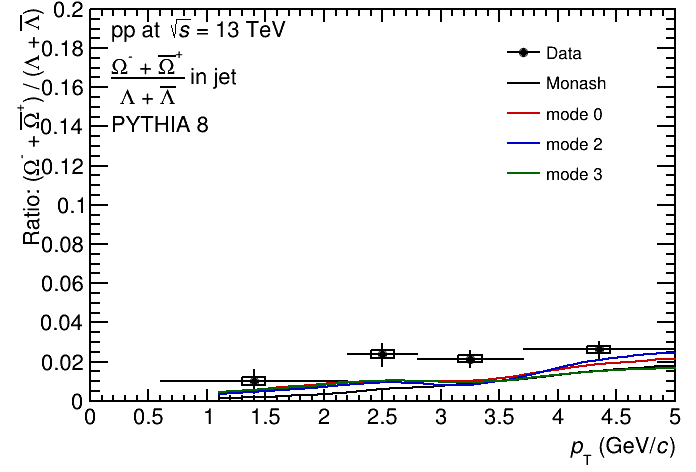 pp at √s = 13 TeV
Ω⁻ + Ω̅⁺
Λ + Λ̅
in jet
PYTHIA 8
Data
Monash
mode 0
mode 2
mode 3
Ratio: (Ω⁻ + Ω̅⁺) / (Λ + Λ̅)
0.2
0.18
0.16
0.14
0.12
0.1
0.08
0.06
0.04
0.02
0
0 0.5 1 1.5 2 2.5 3 3.5 4 4.5 5
p_T (GeV/c)